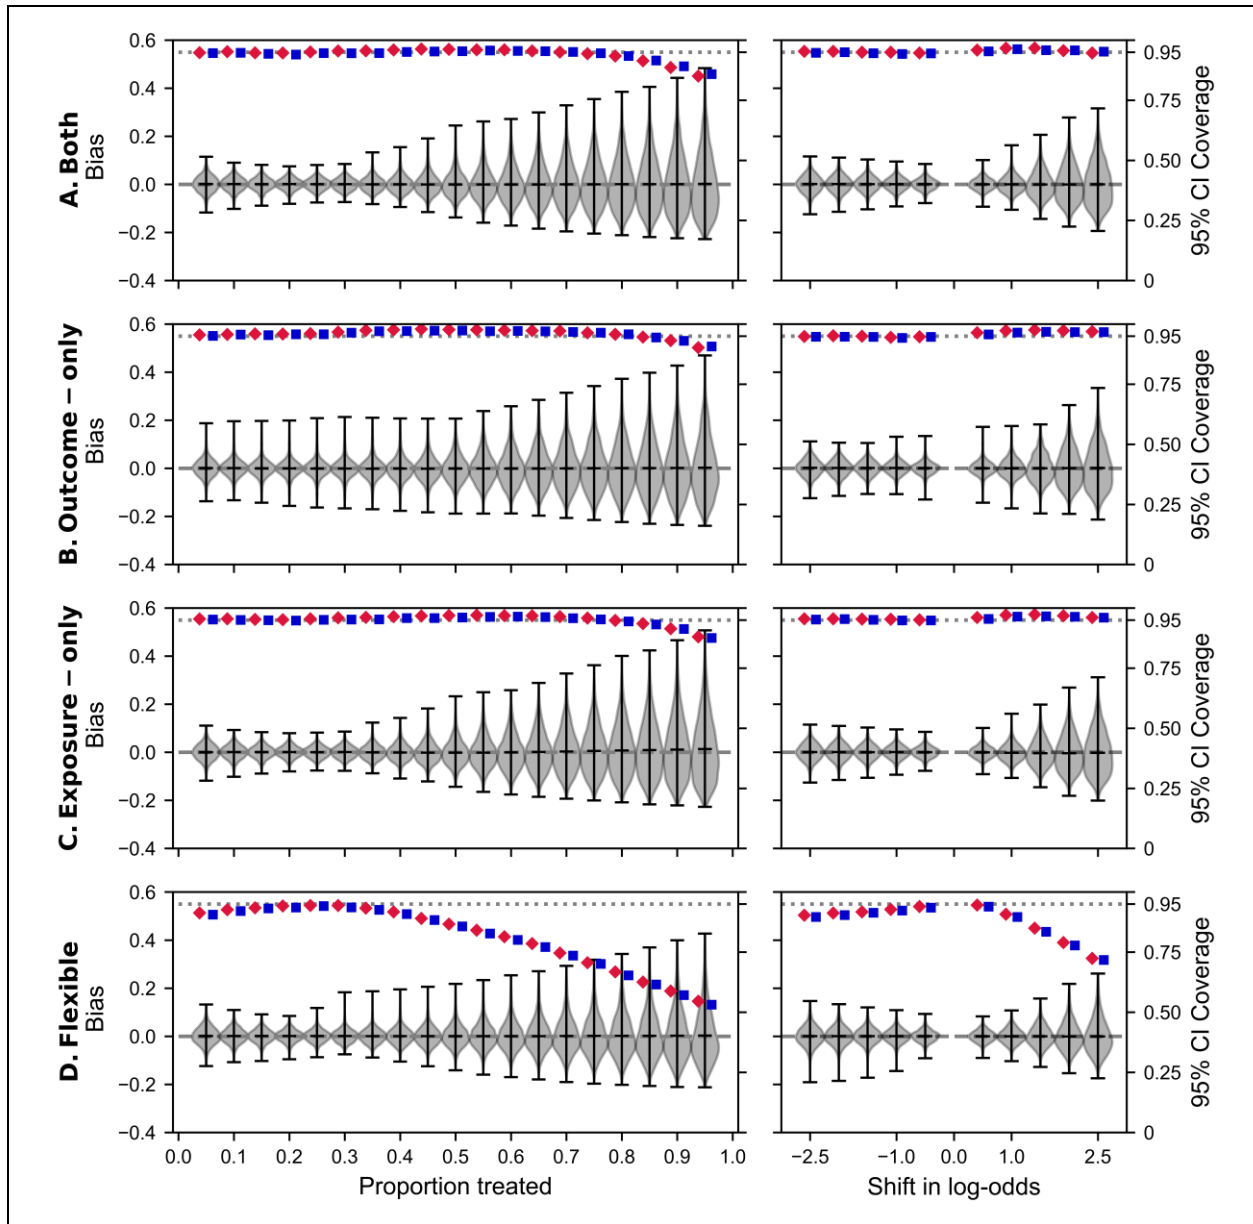 A. Both
Bias
0.6
0.4
0.2
0.0
−0.2
−0.4
0.95
0.75
0.50
0.25
0
95% CI Coverage
B. Outcome − only
Bias
0.6
0.4
0.2
0.0
−0.2
−0.4
0.95
0.75
0.50
0.25
0
95% CI Coverage
C. Exposure − only
Bias
0.6
0.4
0.2
0.0
−0.2
−0.4
0.95
0.75
0.50
0.25
0
95% CI Coverage
D. Flexible
Bias
0.6
0.4
0.2
0.0
−0.2
−0.4
0.95
0.75
0.50
0.25
0
95% CI Coverage
0.0 0.1 0.2 0.3 0.4 0.5 0.6 0.7 0.8 0.9 1.0
Proportion treated
−2.5 −1.0 0.0 1.0 2.5
Shift in log-odds